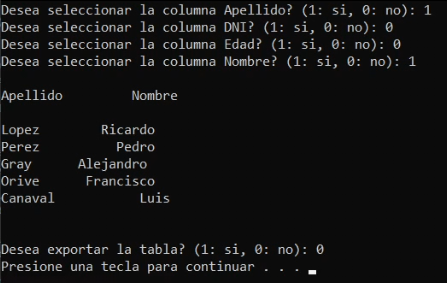 Desea seleccionar la columna Apellido? (1: si, 0: no): 1
Desea seleccionar la columna DNI? (1: si, 0: no): 0
Desea seleccionar la columna Edad? (1: si, 0: no): 0
Desea seleccionar la columna Nombre? (1: si, 0: no): 1
Apellido Nombre
Lopez Ricardo
Perez Pedro
Gray Alejandro
Orive Francisco
Canaval Luis
Desea exportar la tabla? (1: si, 0: no): 0
Presione una tecla para continuar . . .